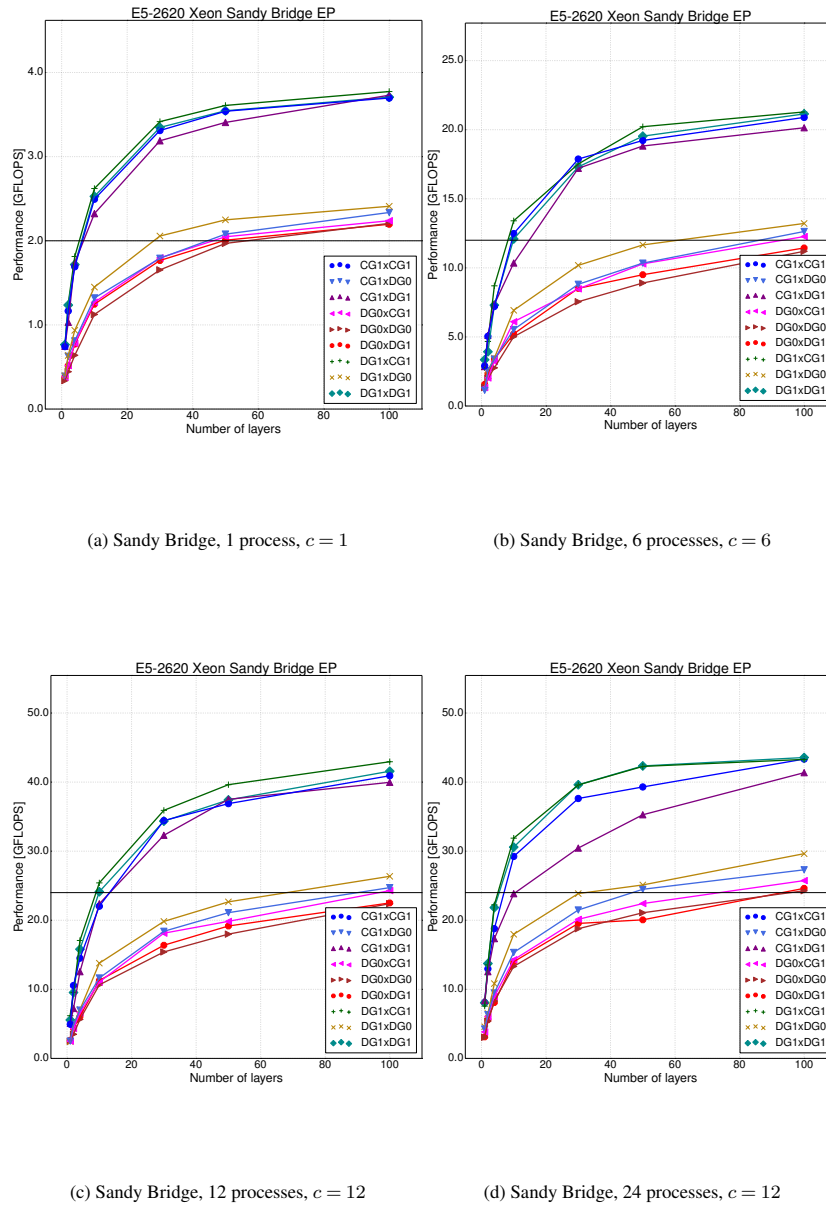 E5-2620 Xeon Sandy Bridge EP
Performance [GFLOPS]
4.0
3.0
2.0
1.0
0.0
0 20 40 60 80 100
Number of layers
CG1xCG1
CG1xDG0
CG1xDG1
DG0xCG1
DG0xDG0
DG0xDG1
DG1xCG1
DG1xDG0
DG1xDG1
(a) Sandy Bridge, 1 process, c = 1
E5-2620 Xeon Sandy Bridge EP
Performance [GFLOPS]
25.0
20.0
15.0
10.0
5.0
0.0
0 20 40 60 80 100
Number of layers
CG1xCG1
CG1xDG0
CG1xDG1
DG0xCG1
DG0xDG0
DG0xDG1
DG1xCG1
DG1xDG0
DG1xDG1
(b) Sandy Bridge, 6 processes, c = 6
E5-2620 Xeon Sandy Bridge EP
Performance [GFLOPS]
50.0
40.0
30.0
20.0
10.0
0.0
0 20 40 60 80 100
Number of layers
CG1xCG1
CG1xDG0
CG1xDG1
DG0xCG1
DG0xDG0
DG0xDG1
DG1xCG1
DG1xDG0
DG1xDG1
(c) Sandy Bridge, 12 processes, c = 12
E5-2620 Xeon Sandy Bridge EP
Performance [GFLOPS]
50.0
40.0
30.0
20.0
10.0
0.0
0 20 40 60 80 100
Number of layers
CG1xCG1
CG1xDG0
CG1xDG1
DG0xCG1
DG0xDG0
DG0xDG1
DG1xCG1
DG1xDG0
DG1xDG1
(d) Sandy Bridge, 24 processes, c = 12